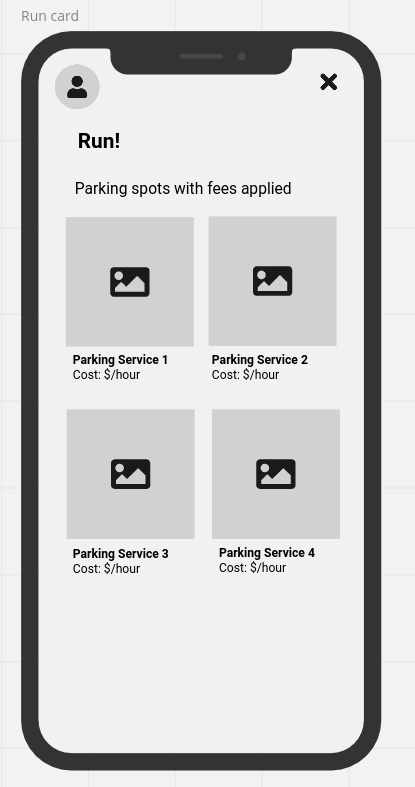 Run card
Run!
Parking spots with fees applied
Parking Service 1
Cost: $/hour
Parking Service 2
Cost: $/hour
Parking Service 3
Cost: $/hour
Parking Service 4
Cost: $/hour